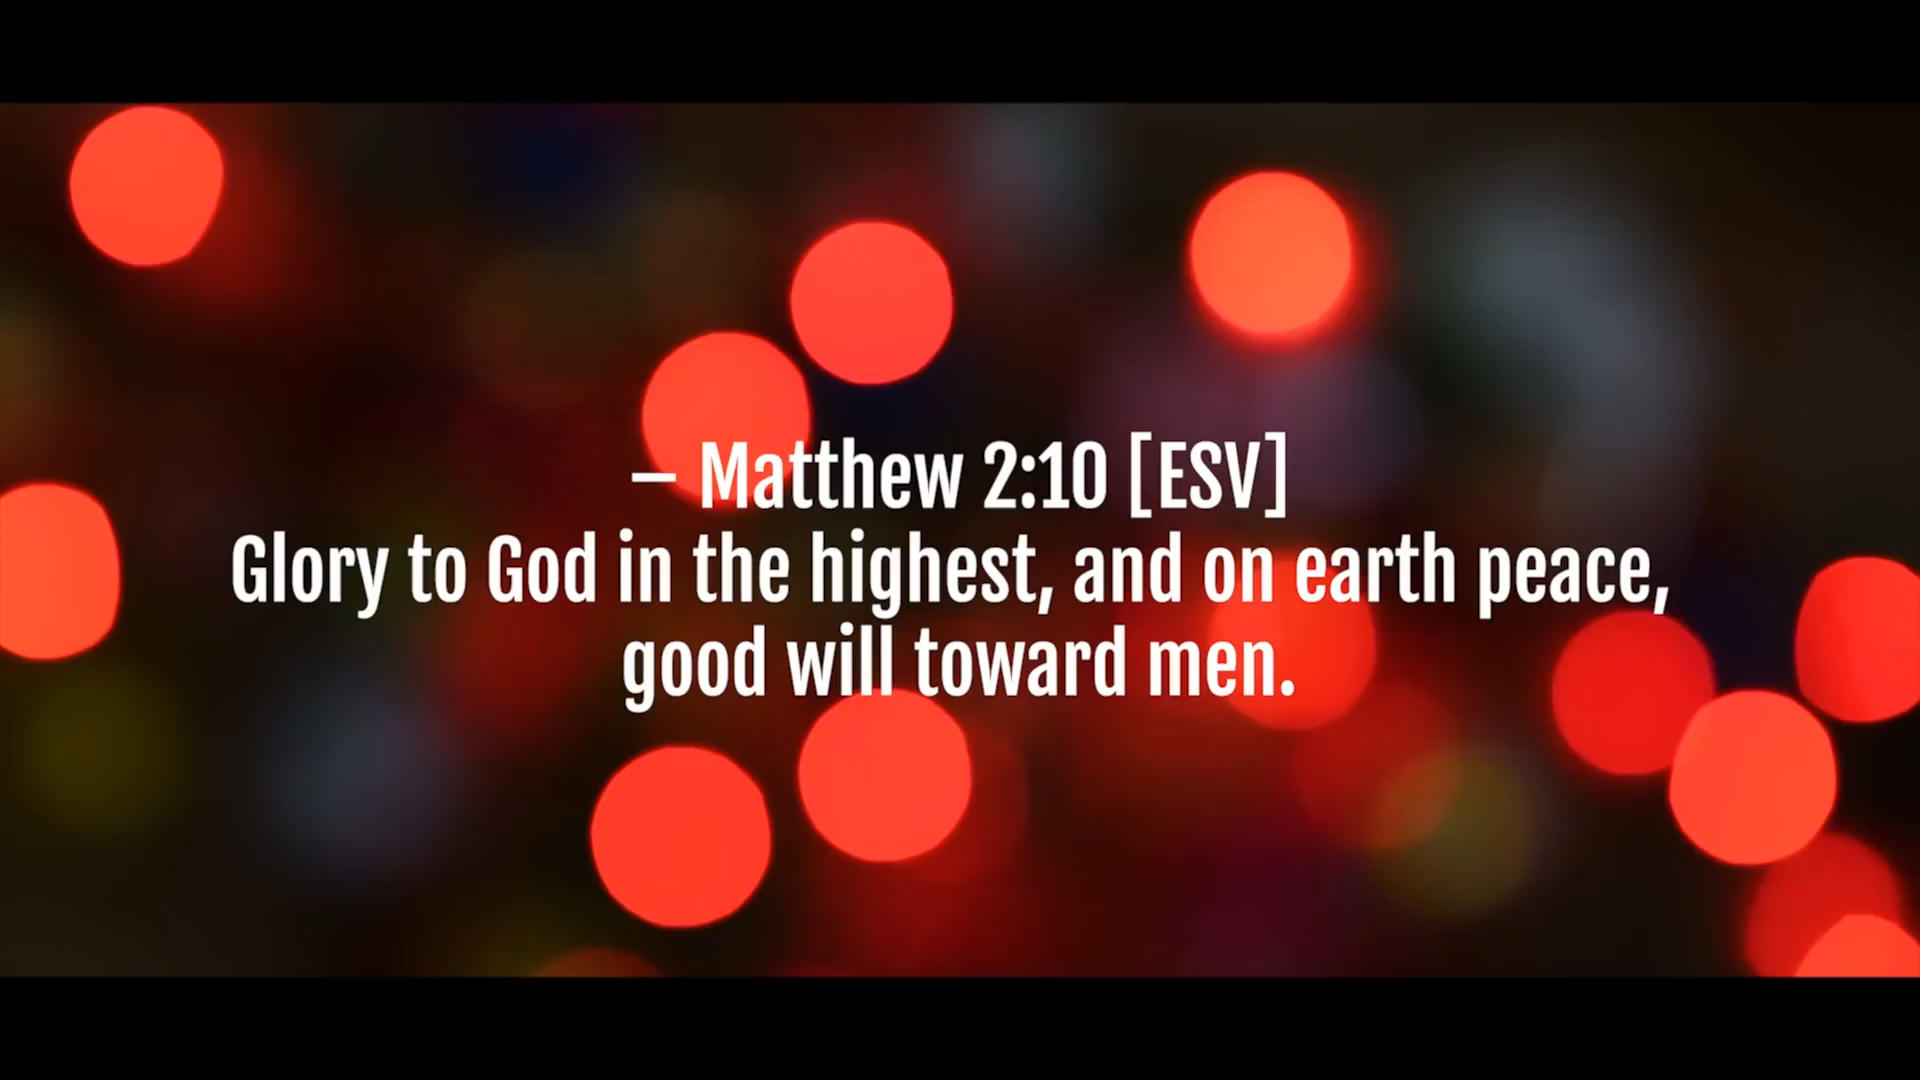 – Matthew 2:10 [ESV]
Glory to God in the highest, and on earth peace,
good will toward men.